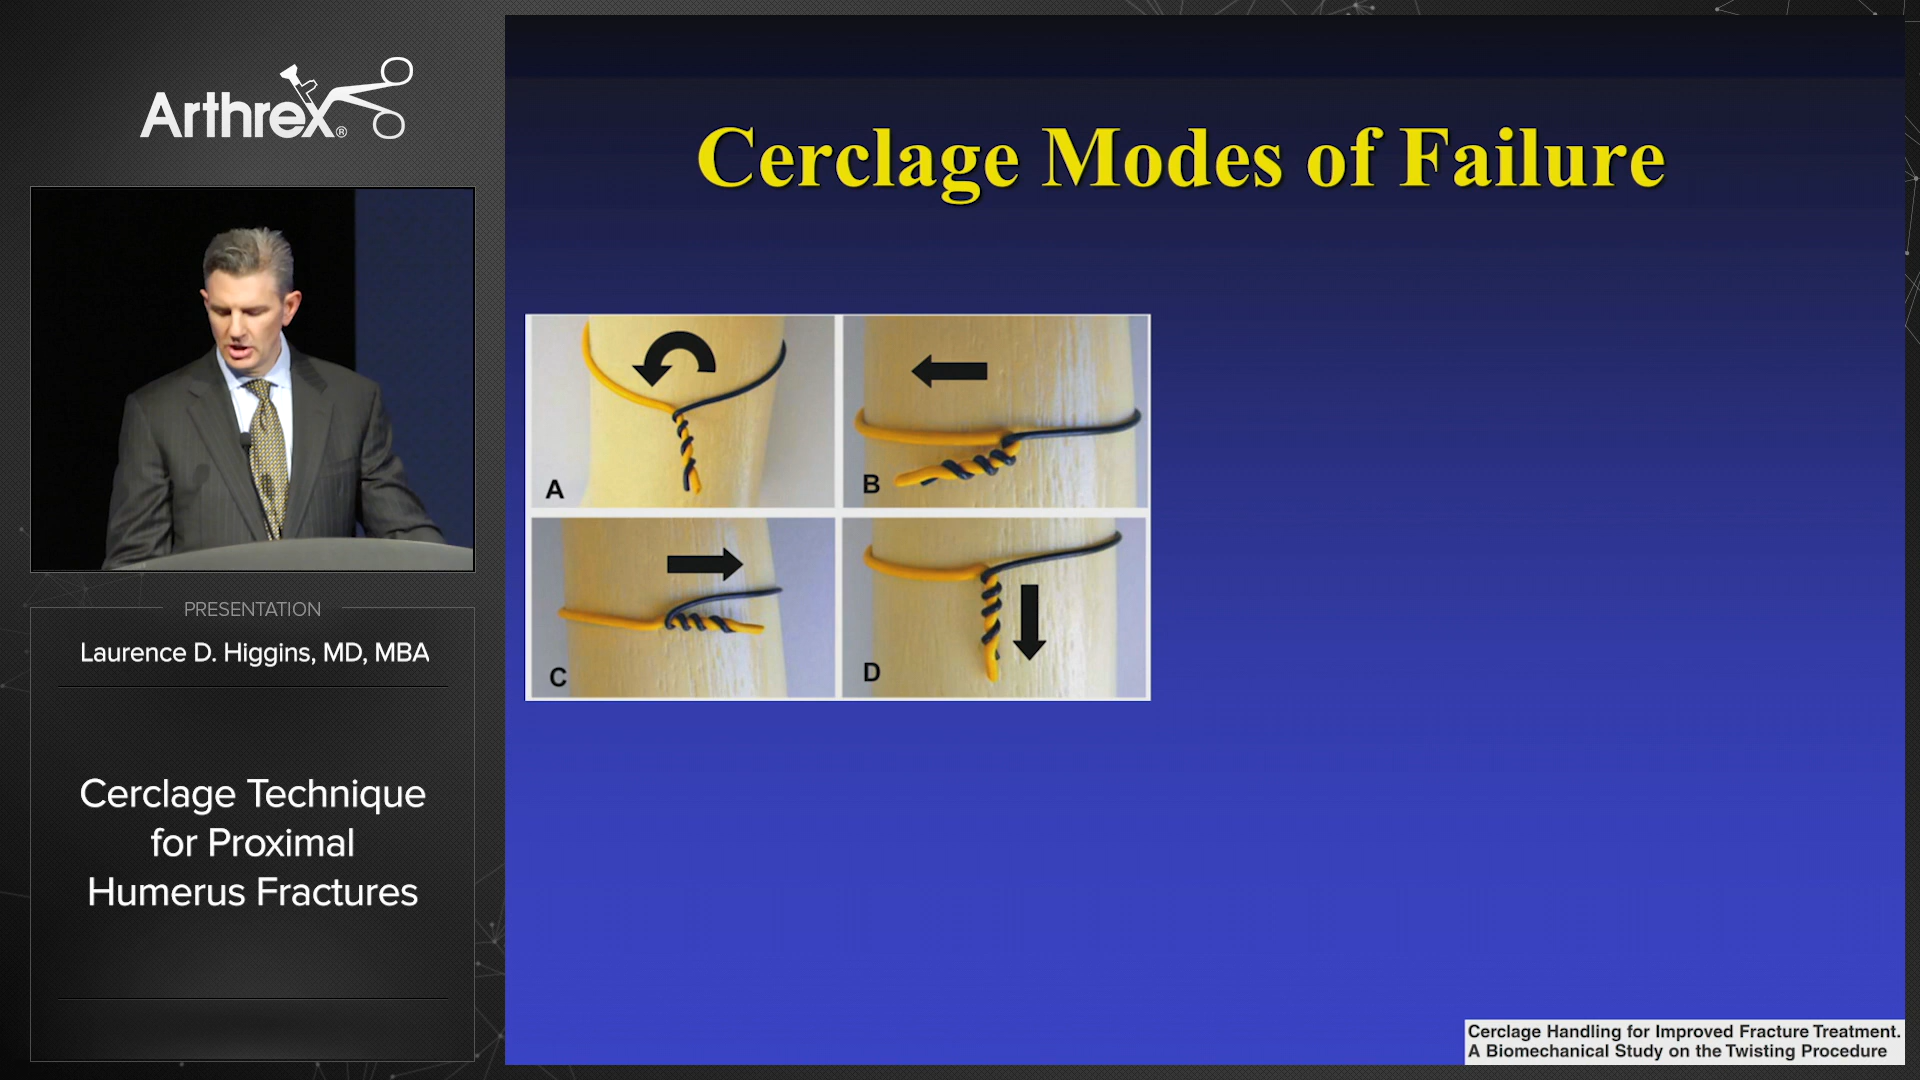 Arthrex®
PRESENTATION
Laurence D. Higgins, MD, MBA
Cerclage Technique
for Proximal
Humerus Fractures
Cerclage Modes of Failure
A
B
C
D
Cerclage Handling for Improved Fracture Treatment.
A Biomechanical Study on the Twisting Procedure